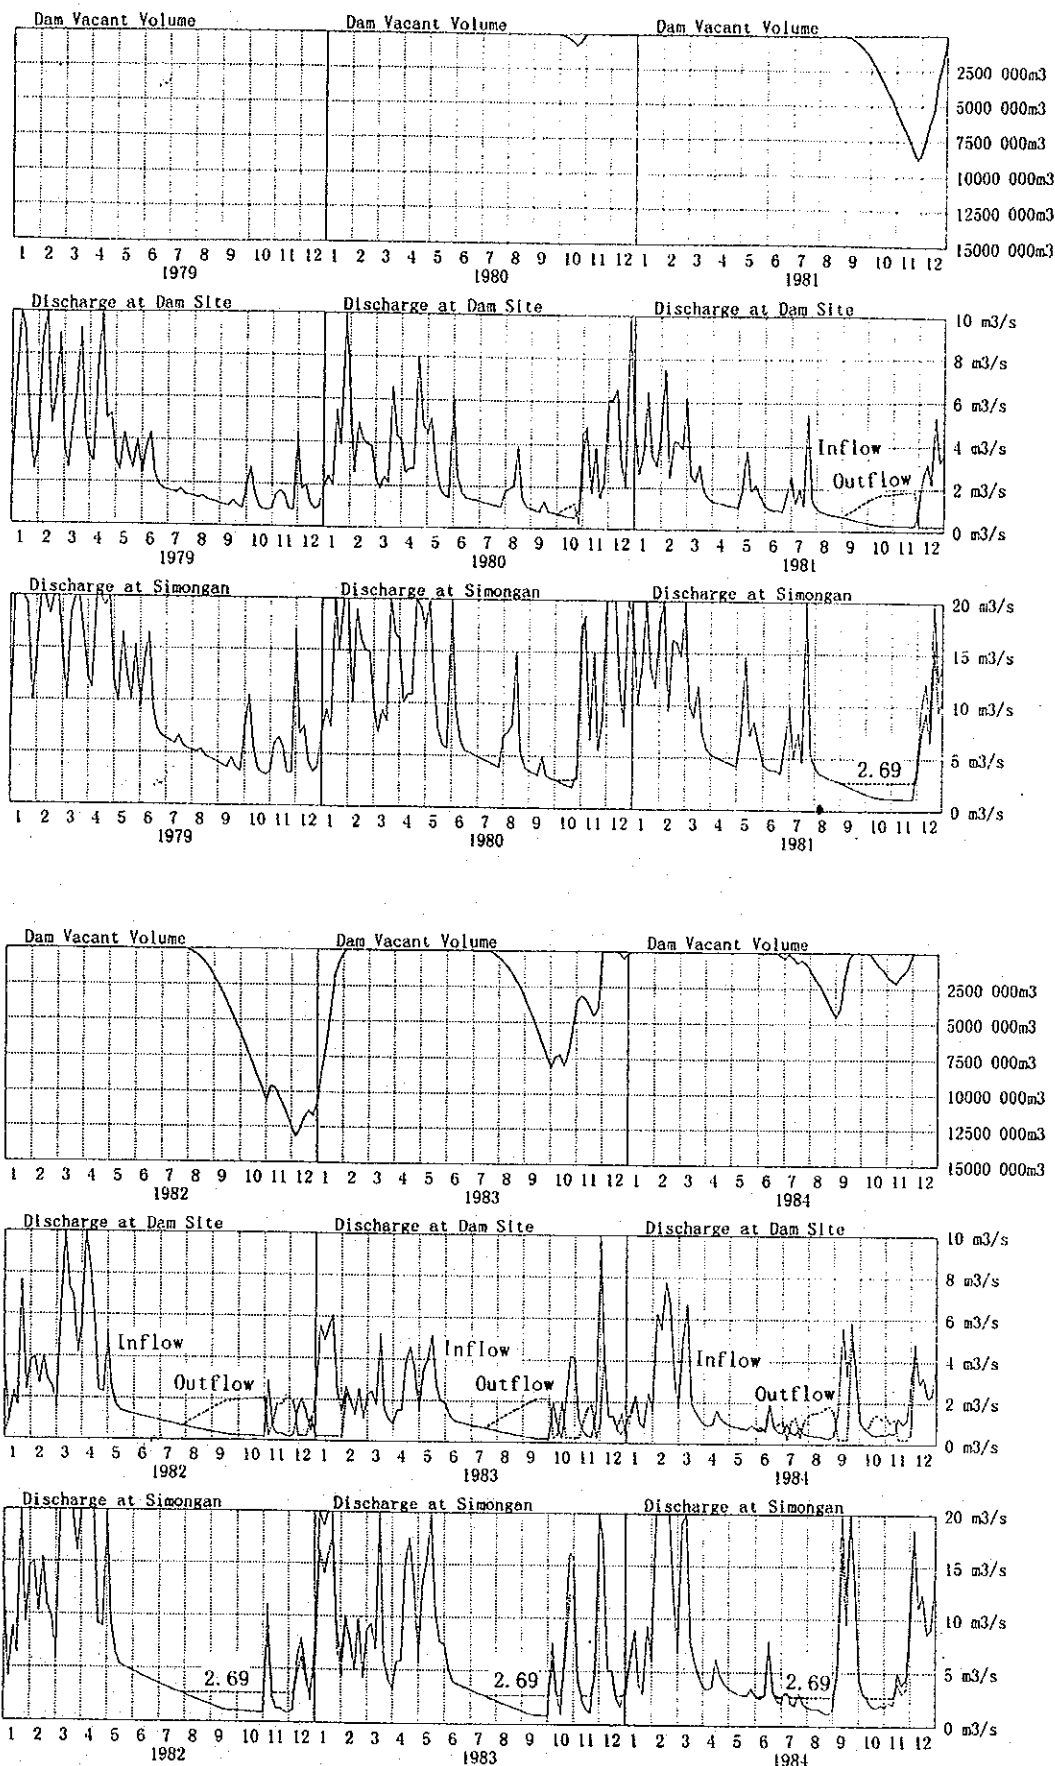 Dam Vacant Volume Dam Vacant Volume Dam Vacant Volume
2500 000m3
5000 000m3
7500 000m3
10000 000m3
12500 000m3
15000 000m3
1 2 3 4 5 6 7 8 9 10 11 12 1 2 3 4 5 6 7 8 9 10 11 12 1 2 3 4 5 6 7 8 9 10 11 12
1979 1980 1981
Discharge at Dam Site Discharge at Dam Site Discharge at Dam Site
10 m3/s
8 m3/s
6 m3/s
Inflow
4 m3/s
Outflow
2 m3/s
0 m3/s
1 2 3 4 5 6 7 8 9 10 11 12 1 2 3 4 5 6 7 8 9 10 11 12 1 2 3 4 5 6 7 8 9 10 11 12
1979 1980 1981
Discharge at Simongan Discharge at Simongan Discharge at Simongan
20 m3/s
15 m3/s
10 m3/s
2.69
5 m3/s
0 m3/s
1 2 3 4 5 6 7 8 9 10 11 12 1 2 3 4 5 6 7 8 9 10 11 12 1 2 3 4 5 6 7 8 9 10 11 12
1979 1980 1981
Dam Vacant Volume Dam Vacant Volume Dam Vacant Volume
2500 000m3
5000 000m3
7500 000m3
10000 000m3
12500 000m3
15000 000m3
1 2 3 4 5 6 7 8 9 10 11 12 1 2 3 4 5 6 7 8 9 10 11 12 1 2 3 4 5 6 7 8 9 10 11 12
1982 1983 1984
Discharge at Dam Site Discharge at Dam Site Discharge at Dam Site
10 m3/s
8 m3/s
6 m3/s
Inflow Inflow Inflow
4 m3/s
Outflow Outflow Outflow
2 m3/s
0 m3/s
1 2 3 4 5 6 7 8 9 10 11 12 1 2 3 4 5 6 7 8 9 10 11 12 1 2 3 4 5 6 7 8 9 10 11 12
1982 1983 1984
Discharge at Simongan Discharge at Simongan Discharge at Simongan
20 m3/s
15 m3/s
10 m3/s
2.69 2.69 2.69
5 m3/s
0 m3/s
1 2 3 4 5 6 7 8 9 10 11 12 1 2 3 4 5 6 7 8 9 10 11 12 1 2 3 4 5 6 7 8 9 10 11 12
1982 1983 1984